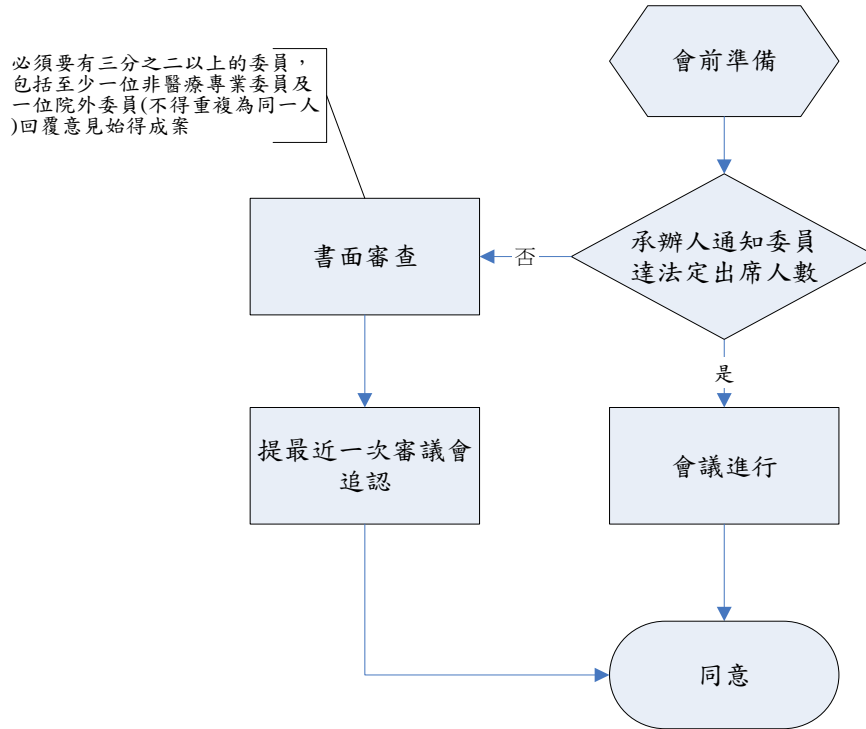 必須要有三分之二以上的委員，
包括至少一位非醫療專業委員及
一位院外委員(不得重複為同一人
)回覆意見始得成案
會前準備
承辦人通知委員
達法定出席人數
否
書面審查
是
提最近一次審議會
追認
會議進行
同意